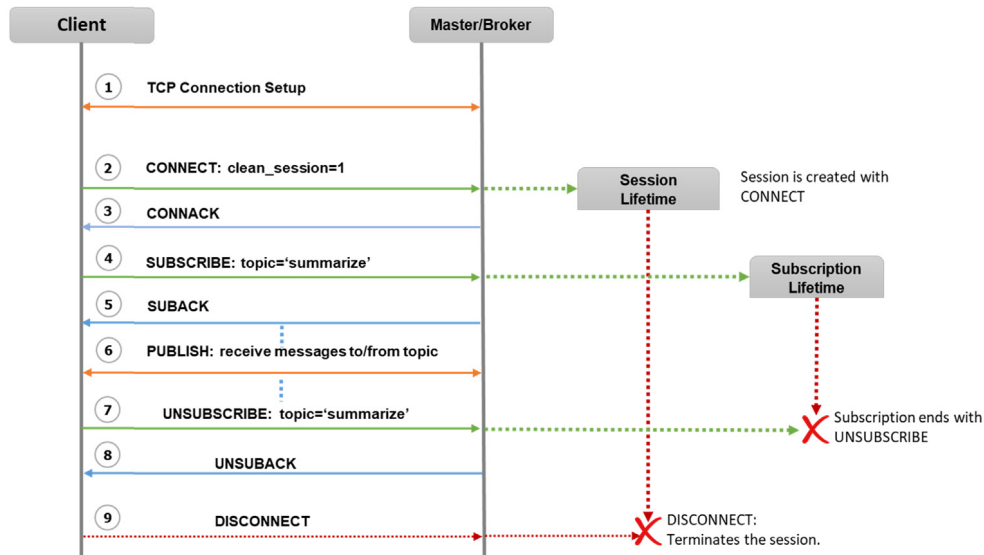 Client
Master/Broker
1
TCP Connection Setup
2
CONNECT: clean_session=1
Session
Lifetime
Session is created with
CONNECT
3
CONNACK
4
SUBSCRIBE: topic=‘summarize’
Subscription
Lifetime
5
SUBACK
6
PUBLISH: receive messages to/from topic
7
UNSUBSCRIBE: topic=‘summarize’
Subscription ends with
UNSUBSCRIBE
8
UNSUBACK
9
DISCONNECT
DISCONNECT:
Terminates the session.